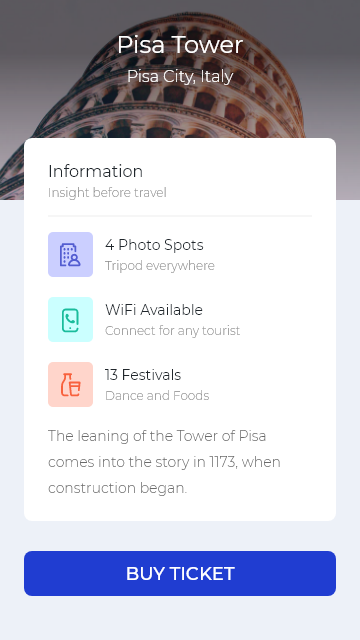 Pisa Tower
Pisa City, Italy
Information
Insight before travel
4 Photo Spots
Tripod everywhere
WiFi Available
Connect for any tourist
13 Festivals
Dance and Foods
The leaning of the Tower of Pisa
comes into the story in 1173, when
construction began.
BUY TICKET